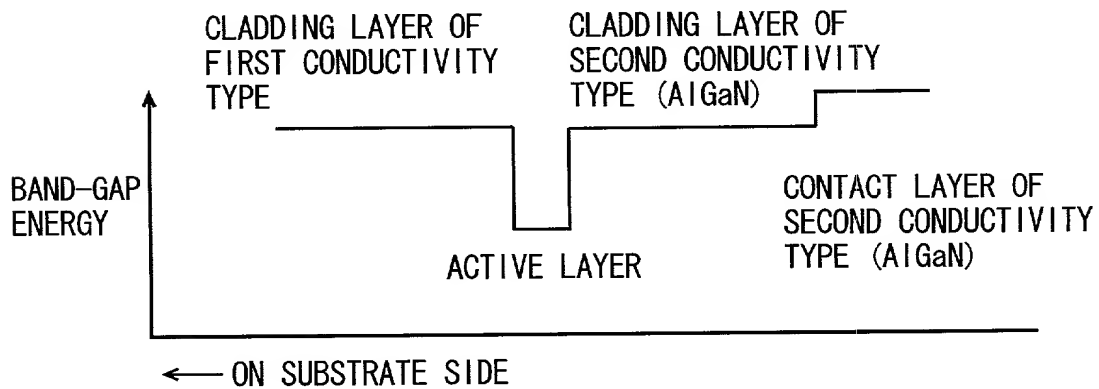 CLADDING LAYER OF
FIRST CONDUCTIVITY
TYPE
CLADDING LAYER OF
SECOND CONDUCTIVITY
TYPE (AlGaN)
BAND-GAP
ENERGY
CONTACT LAYER OF
SECOND CONDUCTIVITY
TYPE (AlGaN)
ACTIVE LAYER
ON SUBSTRATE SIDE